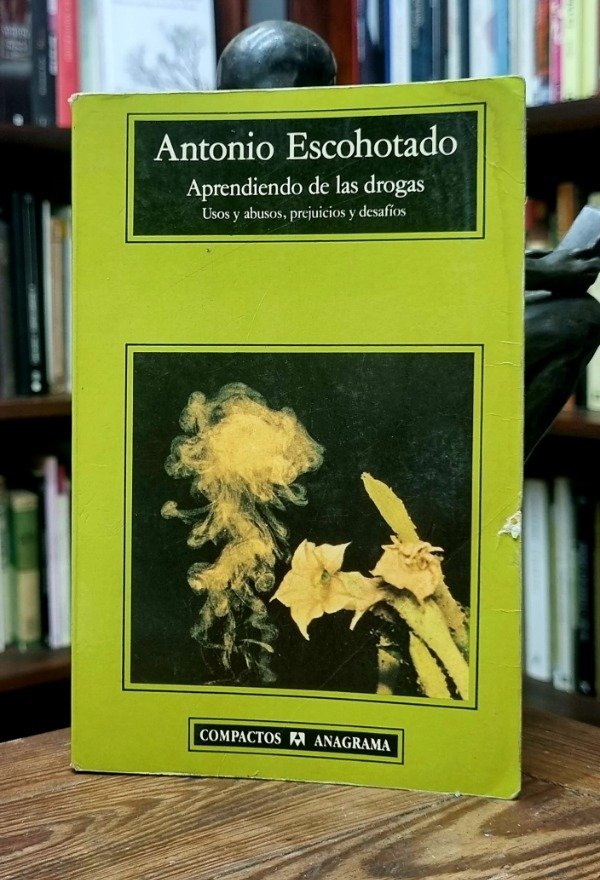 Antonio Escohotado
Aprendiendo de las drogas
Usos y abusos, prejuicios y desafíos
COMPACTOS ANAGRAMA